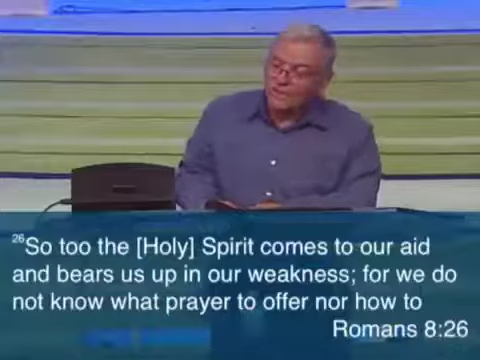 26So too the [Holy] Spirit comes to our aid
and bears us up in our weakness; for we do
not know what prayer to offer nor how to
Romans 8:26